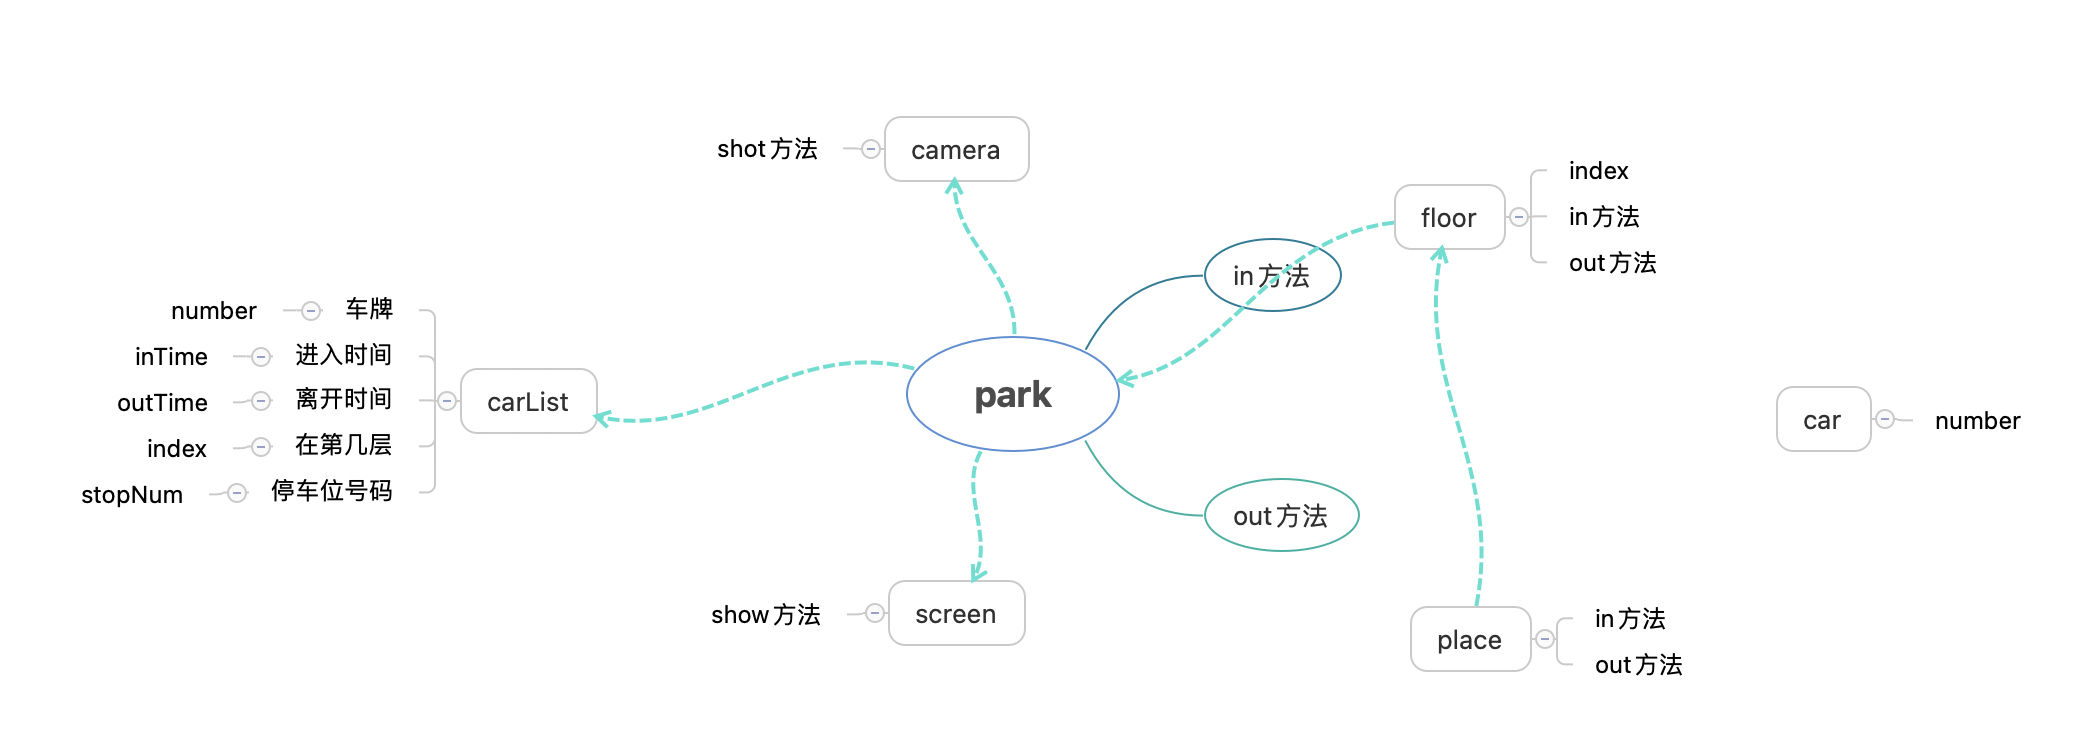 shot方法
camera
floor
index
in方法
out方法
in方法
park
out方法
carList
车牌
number
进入时间
inTime
离开时间
outTime
在第几层
index
停车位号码
stopNum
screen
show方法
place
in方法
out方法
car
number